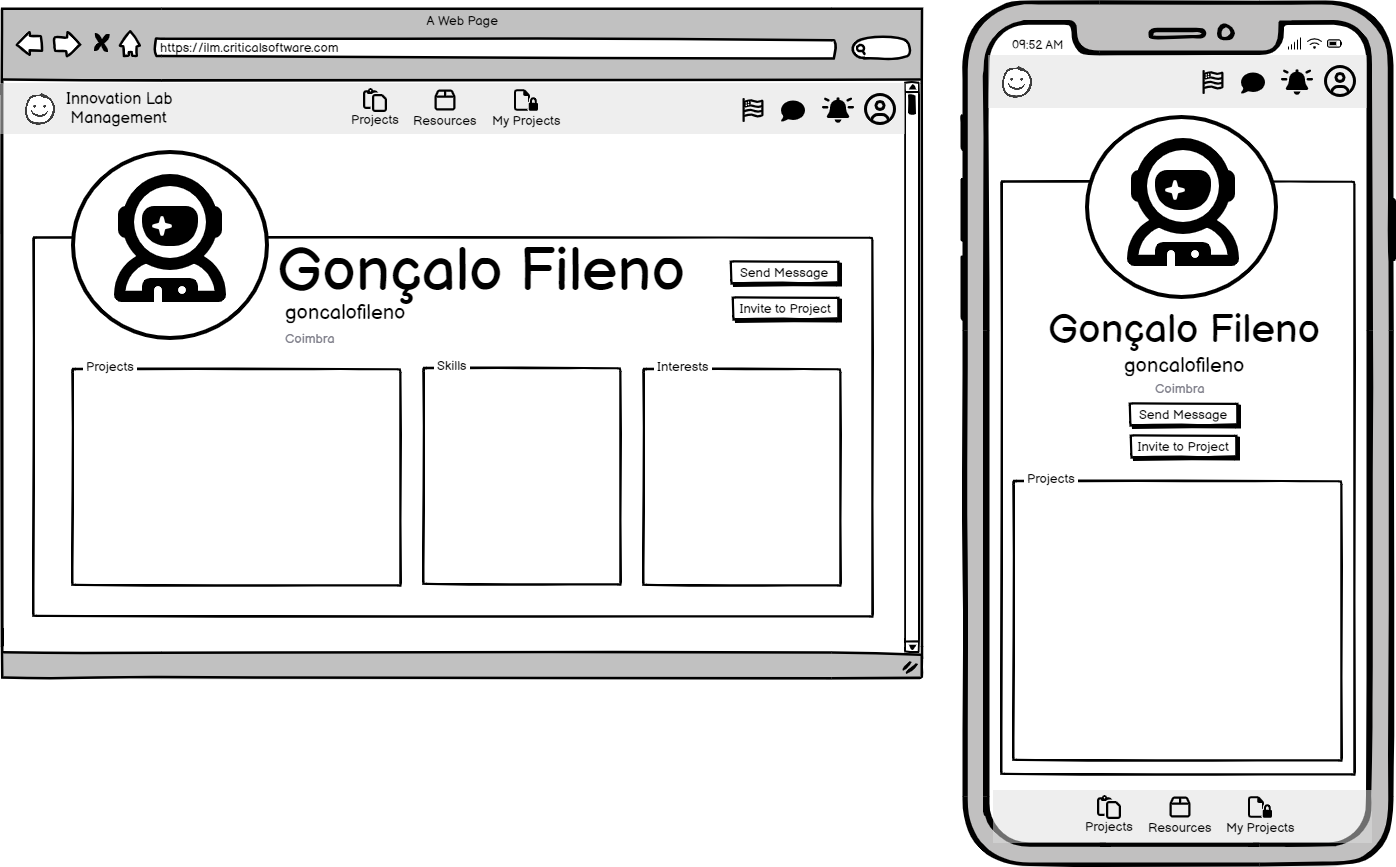 A Web Page
https://ilm.criticalsoftware.com
Innovation Lab
Management
Projects
Resources
My Projects
Gonçalo Fileno
goncalofileno
Coimbra
Send Message
Invite to Project
Projects
Skills
Interests
09:52 AM
Gonçalo Fileno
goncalofileno
Coimbra
Send Message
Invite to Project
Projects
Projects
Resources
My Projects